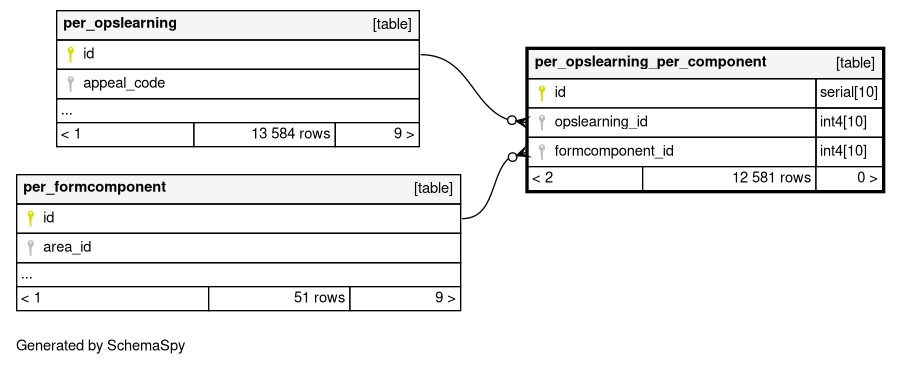 per_opslearning [table]
id
appeal_code
...
< 1 13 584 rows 9 >
per_opslearning_per_component [table]
id serial[10]
opslearning_id int4[10]
formcomponent_id int4[10]
< 2 12 581 rows 0 >
per_formcomponent [table]
id
area_id
...
< 1 51 rows 9 >
Generated by SchemaSpy